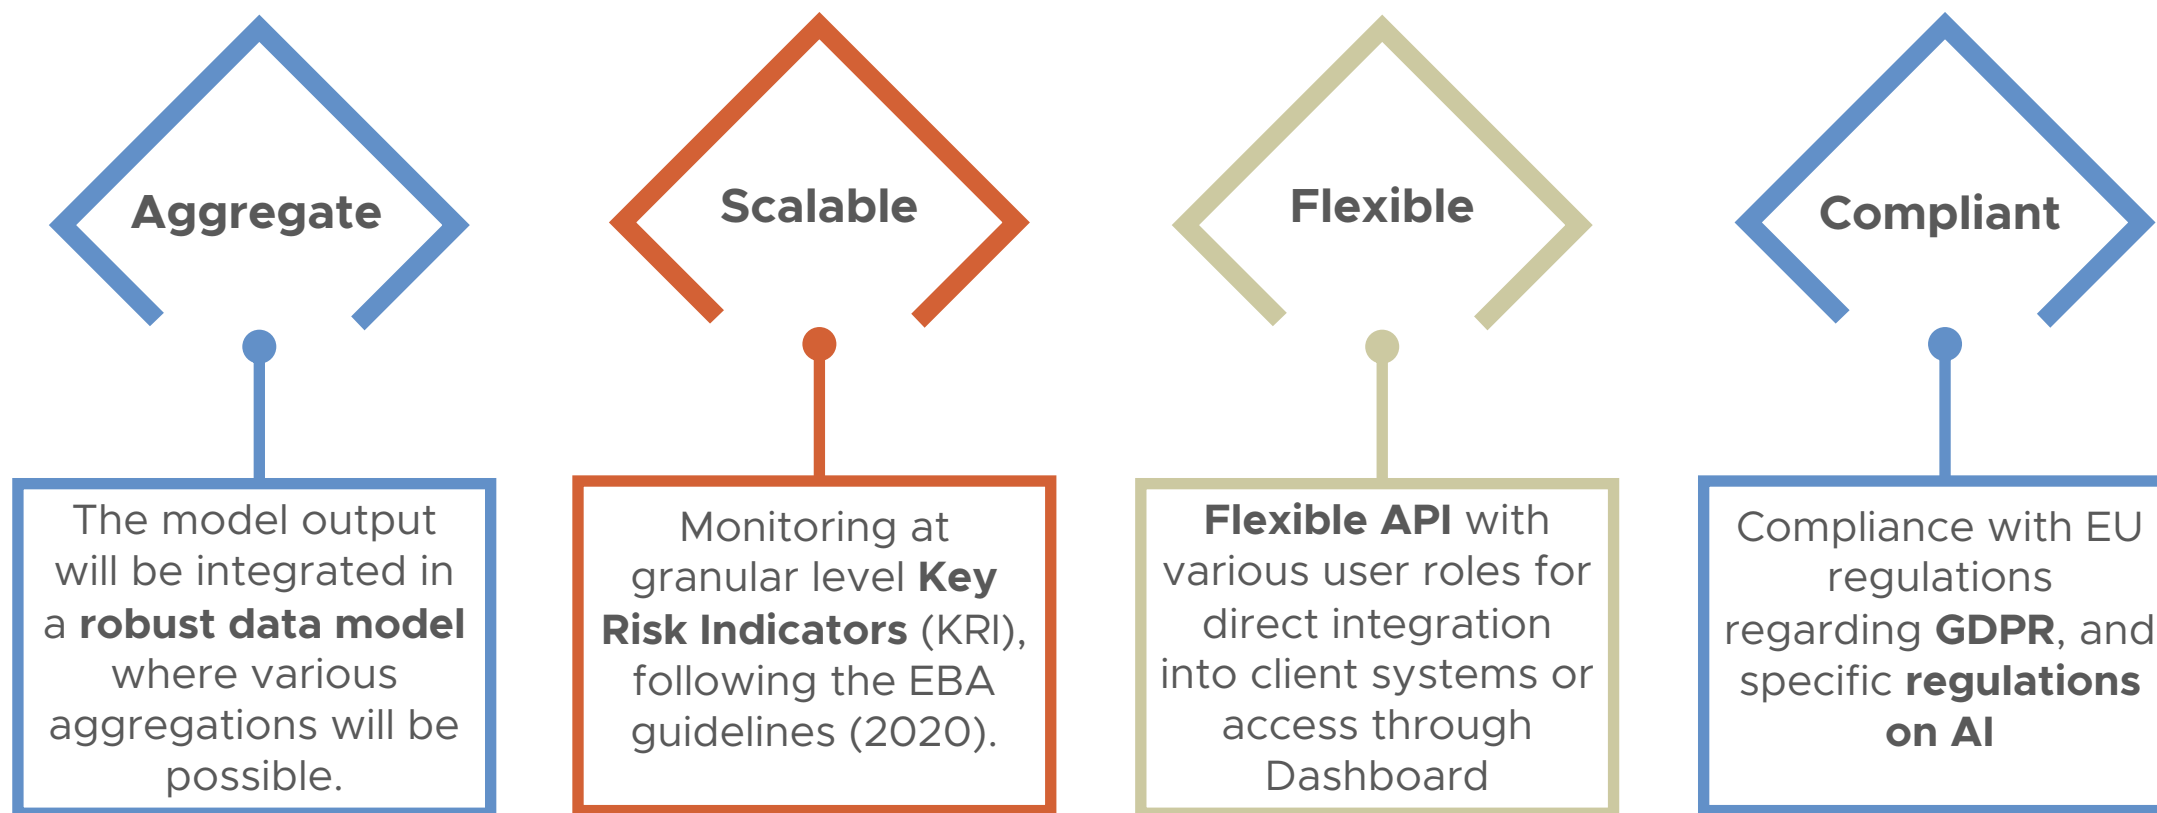 Aggregate
The model output
will be integrated in
a robust data model
where various
aggregations will be
possible.
Scalable
Monitoring at
granular level Key
Risk Indicators (KRI),
following the EBA
guidelines (2020).
Flexible
Flexible API with
various user roles for
direct integration
into client systems or
access through
Dashboard
Compliant
Compliance with EU
regulations
regarding GDPR, and
specific regulations
on AI